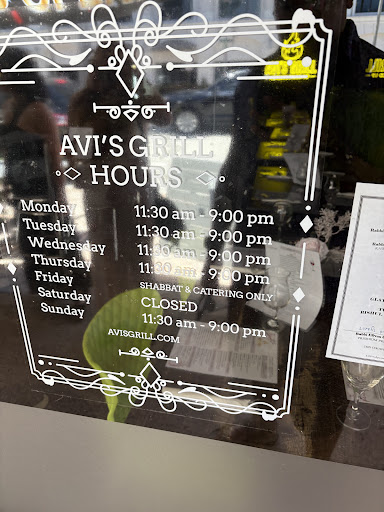 AVI'S GRILL
HOURS
Monday 11:30 am - 9:00 pm
Tuesday 11:30 am - 9:00 pm
Wednesday 11:30 am - 9:00 pm
Thursday 11:30 am - 9:00 pm
Friday SHABBAT & CATERING ONLY
Saturday CLOSED
Sunday 11:30 am - 9:00 pm
AVISGRILL.COM